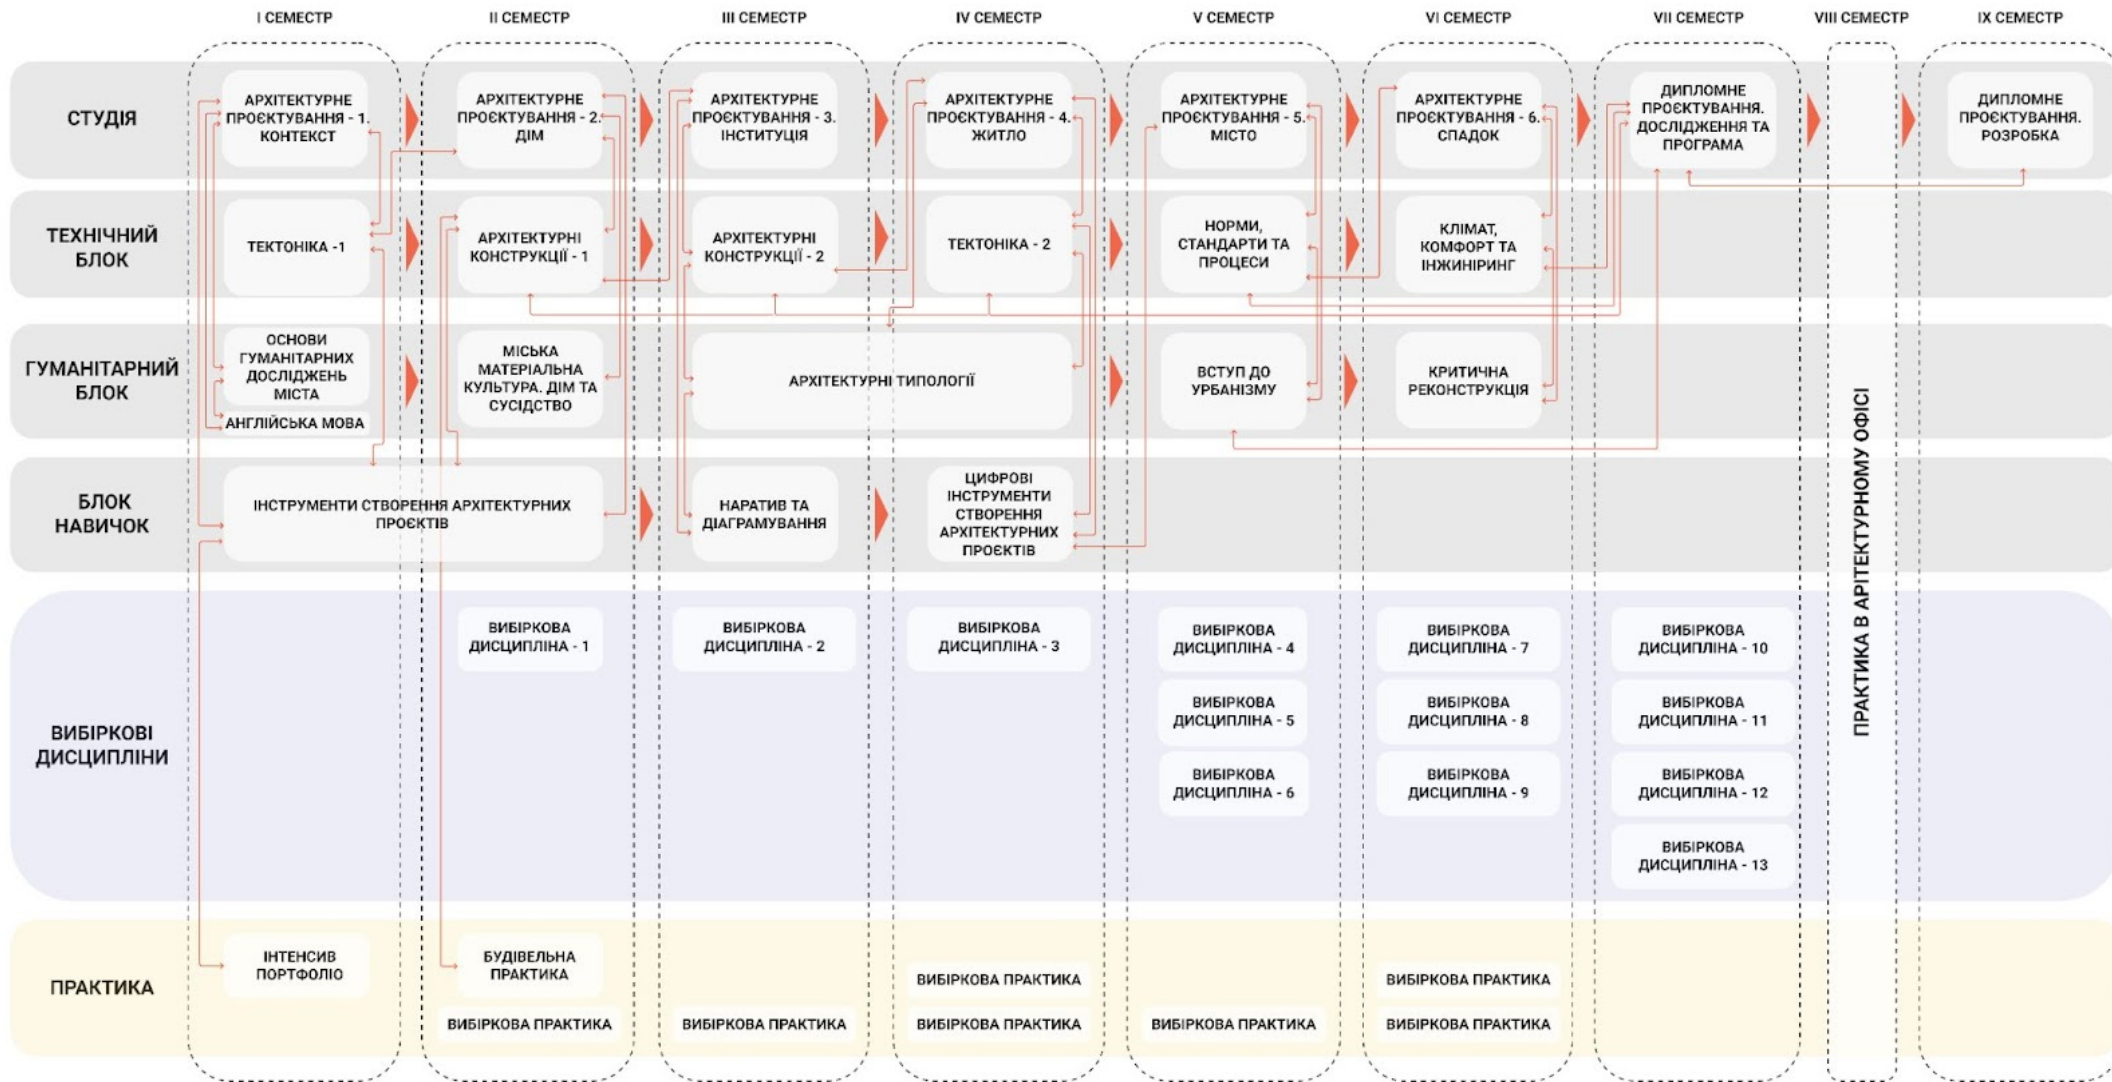 I СЕМЕСТР
II СЕМЕСТР
III СЕМЕСТР
IV СЕМЕСТР
V СЕМЕСТР
VI СЕМЕСТР
VII СЕМЕСТР
VIII СЕМЕСТР
IX СЕМЕСТР
СТУДІЯ
АРХІТЕКТУРНЕ
ПРОЄКТУВАННЯ - 1.
КОНТЕКСТ
АРХІТЕКТУРНЕ
ПРОЄКТУВАННЯ - 2.
ДІМ
АРХІТЕКТУРНЕ
ПРОЄКТУВАННЯ - 3.
ІНСТИТУЦІЯ
АРХІТЕКТУРНЕ
ПРОЄКТУВАННЯ - 4.
ЖИТЛО
АРХІТЕКТУРНЕ
ПРОЄКТУВАННЯ - 5.
МІСТО
АРХІТЕКТУРНЕ
ПРОЄКТУВАННЯ - 6.
СПАДОК
ДИПЛОМНЕ
ПРОЄКТУВАННЯ.
ДОСЛІДЖЕННЯ ТА
ПРОГРАМА
ДИПЛОМНЕ
ПРОЄКТУВАННЯ.
РОЗРОБКА
ТЕХНІЧНИЙ
БЛОК
ТЕКТОНІКА -1
АРХІТЕКТУРНІ
КОНСТРУКЦІЇ - 1
АРХІТЕКТУРНІ
КОНСТРУКЦІЇ - 2
ТЕКТОНІКА - 2
НОРМИ,
СТАНДАРТИ ТА
ПРОЦЕСИ
КЛІМАТ,
КОМФОРТ ТА
ІНЖИНІРИНГ
ГУМАНІТАРНИЙ
БЛОК
ОСНОВИ
ГУМАНІТАРНИХ
ДОСЛІДЖЕНЬ
МІСТА
АНГЛІЙСЬКА МОВА
МІСЬКА
МАТЕРІАЛЬНА
КУЛЬТУРА. ДІМ ТА
СУСІДСТВО
АРХІТЕКТУРНІ ТИПОЛОГІЇ
ВСТУП ДО
УРБАНІЗМУ
КРИТИЧНА
РЕКОНСТРУКЦІЯ
БЛОК
НАВИЧОК
ІНСТРУМЕНТИ СТВОРЕННЯ АРХІТЕКТУРНИХ
ПРОЄКТІВ
НАРАТИВ ТА
ДІАГРАМУВАННЯ
ЦИФРОВІ
ІНСТРУМЕНТИ
СТВОРЕННЯ
АРХІТЕКТУРНИХ
ПРОЄКТІВ
ПРАКТИКА В АРІТЕКТУРНОМУ ОФІСІ
ВИБІРКОВІ
ДИСЦИПЛІНИ
ВИБІРКОВА
ДИСЦИПЛІНА - 1
ВИБІРКОВА
ДИСЦИПЛІНА - 2
ВИБІРКОВА
ДИСЦИПЛІНА - 3
ВИБІРКОВА
ДИСЦИПЛІНА - 4
ВИБІРКОВА
ДИСЦИПЛІНА - 5
ВИБІРКОВА
ДИСЦИПЛІНА - 6
ВИБІРКОВА
ДИСЦИПЛІНА - 7
ВИБІРКОВА
ДИСЦИПЛІНА - 8
ВИБІРКОВА
ДИСЦИПЛІНА - 9
ВИБІРКОВА
ДИСЦИПЛІНА - 10
ВИБІРКОВА
ДИСЦИПЛІНА - 11
ВИБІРКОВА
ДИСЦИПЛІНА - 12
ВИБІРКОВА
ДИСЦИПЛІНА - 13
ПРАКТИКА
ІНТЕНСИВ
ПОРТФОЛІО
БУДІВЕЛЬНА
ПРАКТИКА
ВИБІРКОВА ПРАКТИКА
ВИБІРКОВА ПРАКТИКА
ВИБІРКОВА ПРАКТИКА
ВИБІРКОВА ПРАКТИКА
ВИБІРКОВА ПРАКТИКА
ВИБІРКОВА ПРАКТИКА
ВИБІРКОВА ПРАКТИКА